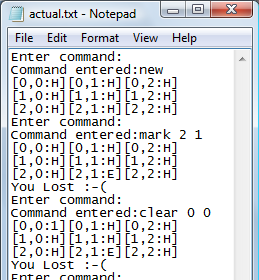 actual.txt - Notepad
File Edit Format View Help
Enter command:
Command entered:new
[0,0:H][0,1:H][0,2:H]
[1,0:H][1,1:H][1,2:H]
[2,0:H][2,1:H][2,2:H]
Enter command:
Command entered:mark 2 1
[0,0:H][0,1:H][0,2:H]
[1,0:H][1,1:H][1,2:H]
[2,0:H][2,1:E][2,2:H]
You Lost :-(
Enter command:
Command entered:clear 0 0
[0,0:1][0,1:H][0,2:H]
[1,0:H][1,1:H][1,2:H]
[2,0:H][2,1:E][2,2:H]
You Lost :-(
Enter command: